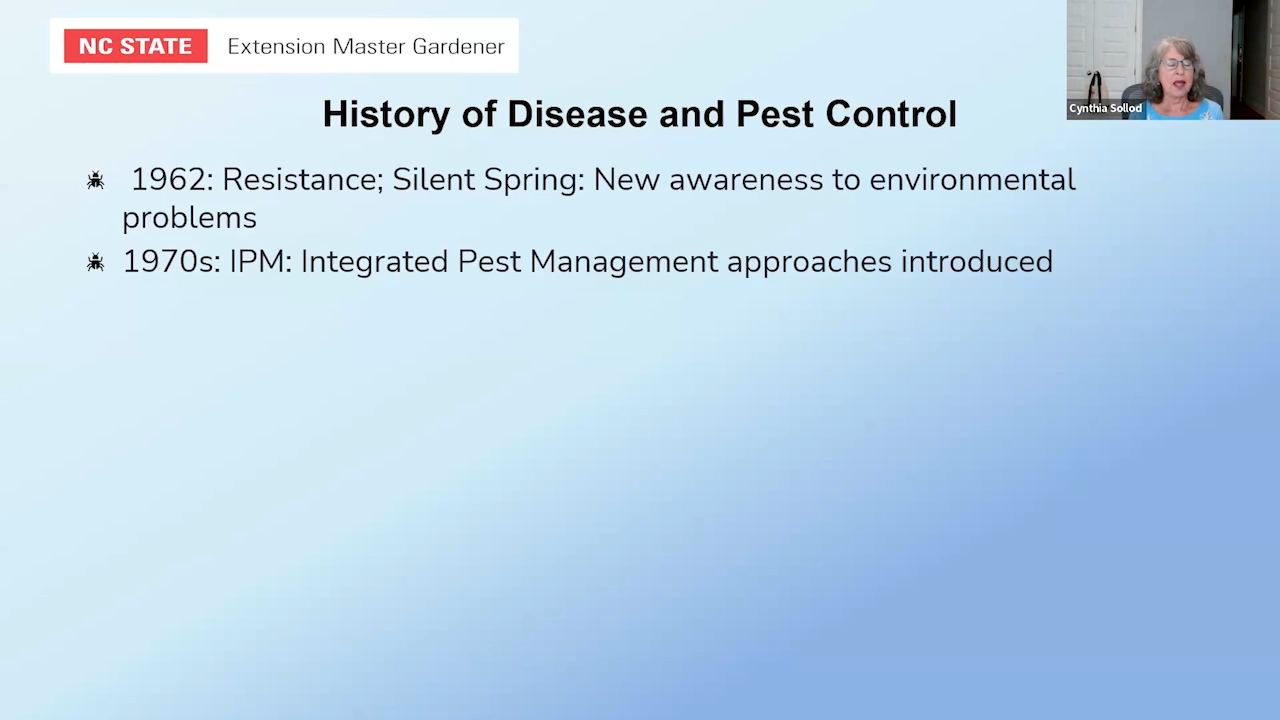 NC STATE Extension Master Gardener
Cynthia Sollod
History of Disease and Pest Control
1962: Resistance; Silent Spring: New awareness to environmental
problems
1970s: IPM: Integrated Pest Management approaches introduced